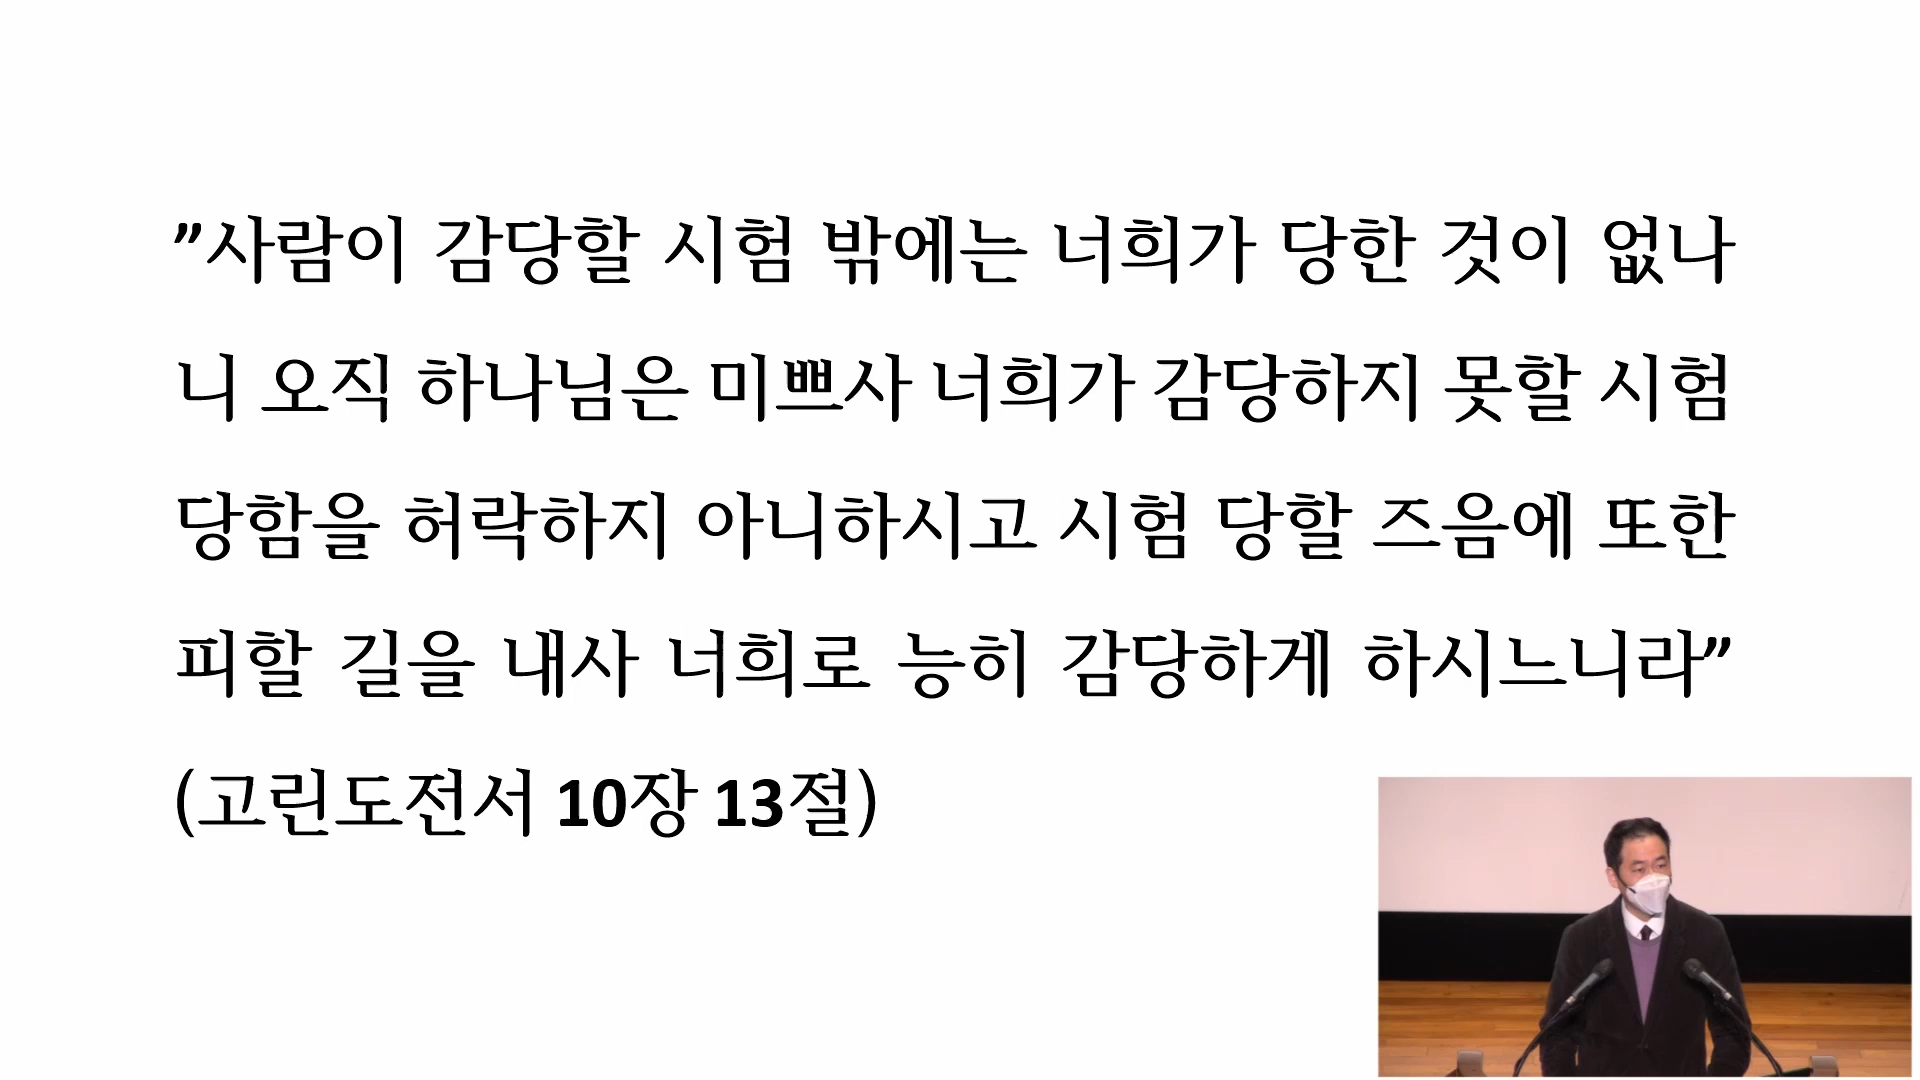 ”사람이 감당할 시험 밖에는 너희가 당한 것이 없나
니 오직 하나님은 미쁘사 너희가 감당하지 못할 시험
당함을 허락하지 아니하시고 시험 당할 즈음에 또한
피할 길을 내사 너희로 능히 감당하게 하시느니라”
(고린도전서 10장 13절)